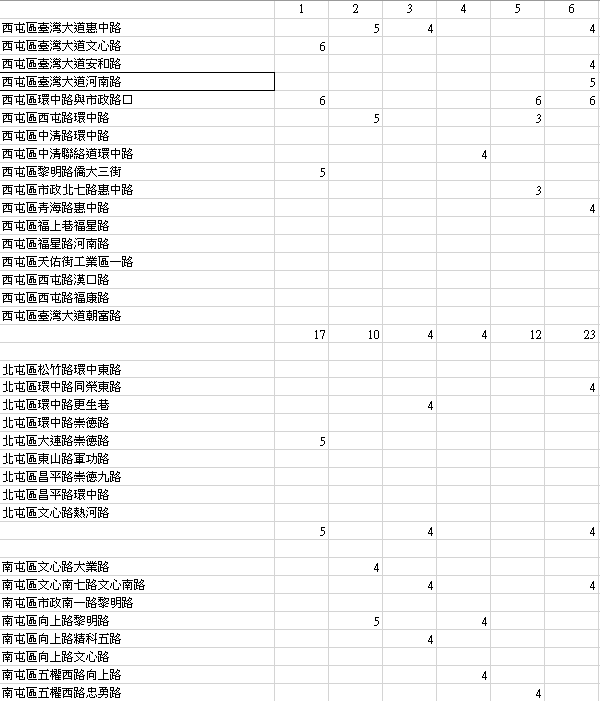 1 2 3 4 5 6
西屯區臺灣大道惠中路 5 4 4
西屯區臺灣大道文心路 6
西屯區臺灣大道安和路 4
西屯區臺灣大道河南路 5
西屯區環中路與市政路口 6 6 6
西屯區西屯路環中路 5 3
西屯區中清路環中路
西屯區中清聯絡道環中路 4
西屯區黎明路僑大三街 5
西屯區市政北七路惠中路 3
西屯區青海路惠中路 4
西屯區福上巷福星路
西屯區福星路河南路
西屯區天佑街工業區一路
西屯區西屯路漢口路
西屯區西屯路福康路
西屯區臺灣大道朝富路
17 10 4 4 12 23
北屯區松竹路環中東路
北屯區環中路同榮東路 4
北屯區環中路更生巷 4
北屯區環中路崇德路
北屯區大連路崇德路 5
北屯區東山路軍功路
北屯區昌平路崇德九路
北屯區昌平路環中路
北屯區文心路熱河路
5 4 4
南屯區文心路大業路 4
南屯區文心南七路文心南路 4 4
南屯區市政南一路黎明路
南屯區向上路黎明路 5 4
南屯區向上路精科五路 4
南屯區向上路文心路
南屯區五權西路向上路 4
南屯區五權西路忠勇路 4